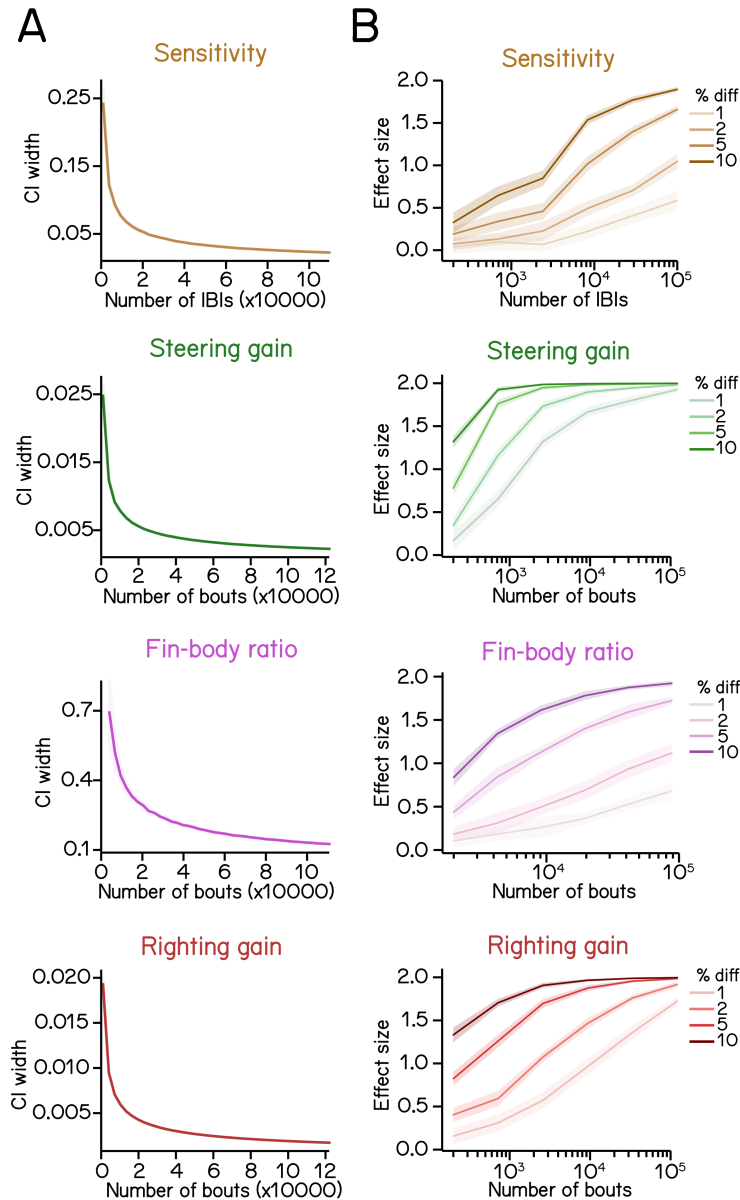 A
B
Sensitivity
CI width
0.25
0.15
0.05
0 2 4 6 8 10
Number of IBIs (x10000)
Sensitivity
Effect size
2.0
1.5
1.0
0.5
0.0
10³ 10⁴ 10⁵
Number of IBIs
% diff
1
2
5
10
Steering gain
CI width
0.025
0.015
0.005
0 2 4 6 8 10 12
Number of bouts (x10000)
Steering gain
Effect size
2.0
1.5
1.0
0.5
0.0
10³ 10⁴ 10⁵
Number of bouts
% diff
1
2
5
10
Fin-body ratio
CI width
0.7
0.4
0.1
0 2 4 6 8 10
Number of bouts (x10000)
Fin-body ratio
Effect size
2.0
1.5
1.0
0.5
0.0
10⁴ 10⁵
Number of bouts
% diff
1
2
5
10
Righting gain
CI width
0.020
0.015
0.010
0.005
0 2 4 6 8 10 12
Number of bouts (x10000)
Righting gain
Effect size
2.0
1.5
1.0
0.5
0.0
10³ 10⁴ 10⁵
Number of bouts
% diff
1
2
5
10